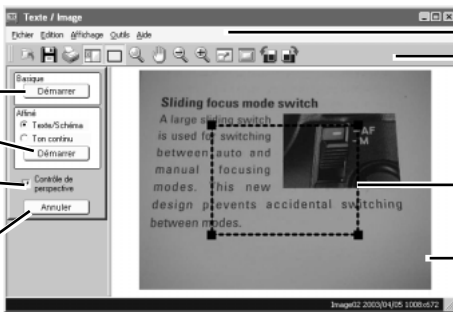 Texte / Image
Fichier Edition Affichage Outils Aide
Basique
Démarrer
Affiné
Texte/Schéma
Ton continu
Démarrer
Contrôle de
perspective
Annuler
Sliding focus mode switch
A large sliding switch
is used for switching
between auto and
manual focusing
modes. his new
design prevents accidental switching
between modes.
AF
M
Image02 2003/04/05 1008x672